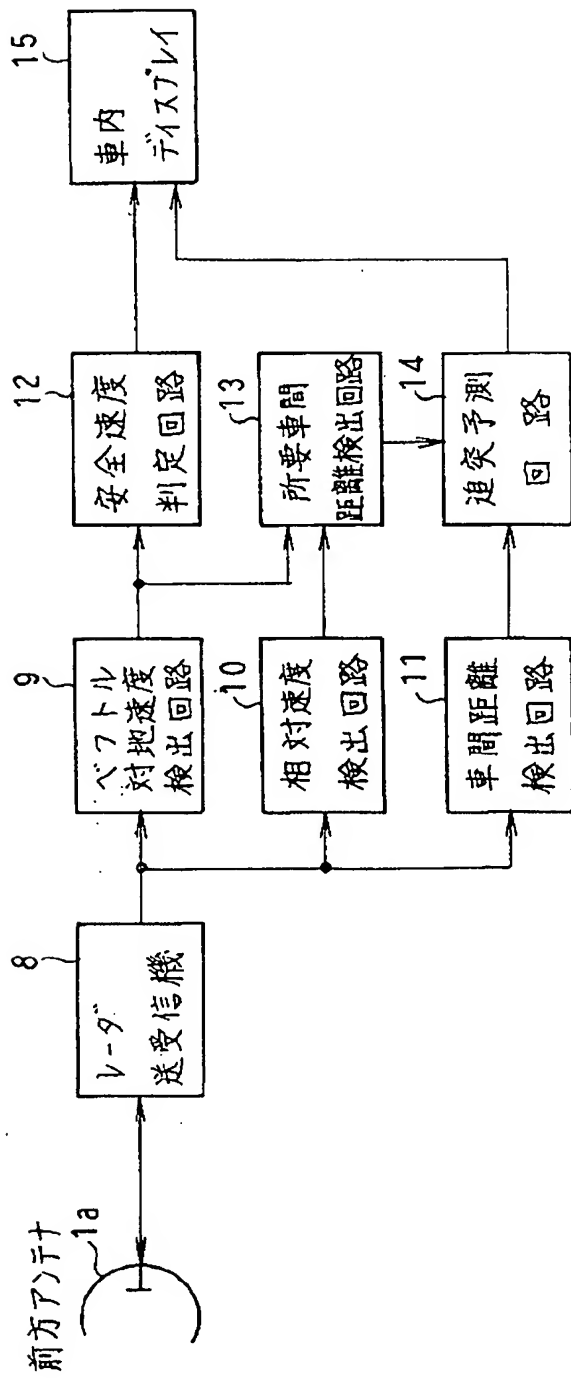 前方アンテナ
1a
8
レーダ
送受信機
9
ベクトル
対地速度
検出回路
10
相対速度
検出回路
11
車間距離
検出回路
12
安全速度
判定回路
13
所要車間
距離検出回路
14
追突予測
回路
15
車内
ディスプレイ